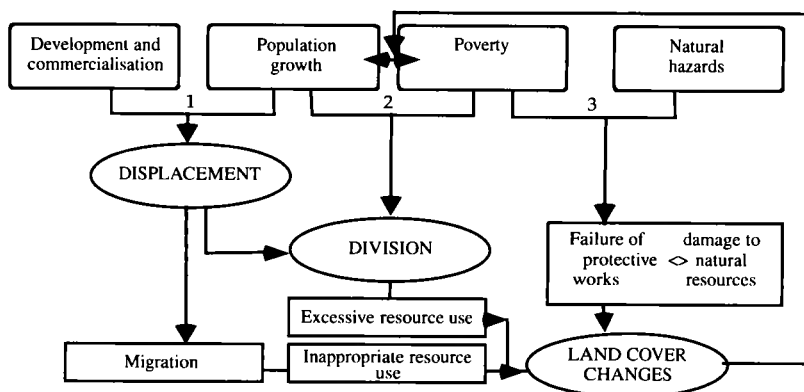 Development and
commercialisation
Population
growth
Poverty
Natural
hazards
1
2
3
DISPLACEMENT
DIVISION
Failure of
protective
works
<>
damage to
natural
resources
Excessive resource use
Migration
Inappropriate resource
use
LAND COVER
CHANGES